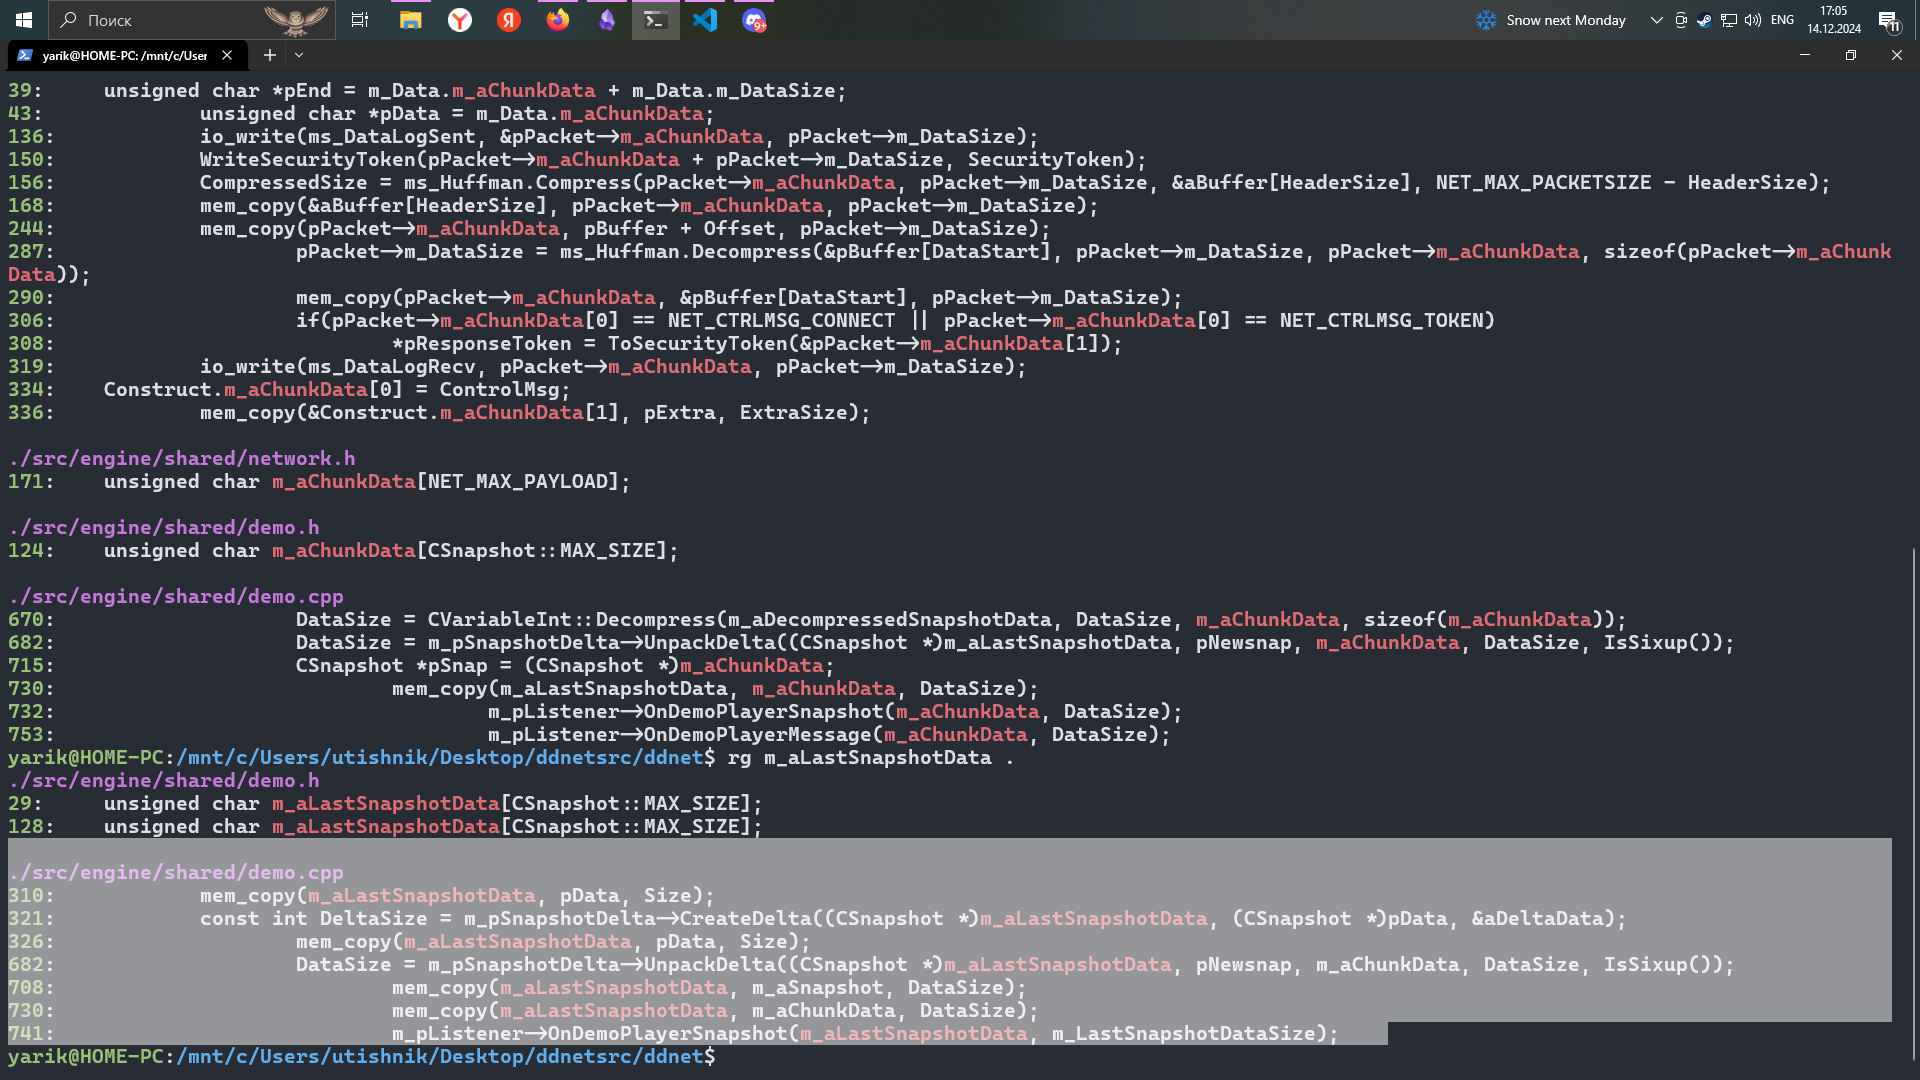 Поиск
Snow next Monday
ENG
17:05
14.12.2024
11
9+
yarik@HOME-PC: /mnt/c/User
39:    unsigned char *pEnd = m_Data.m_aChunkData + m_Data.m_DataSize;
43:            unsigned char *pData = m_Data.m_aChunkData;
136:            io_write(ms_DataLogSent, &pPacket->m_aChunkData, pPacket->m_DataSize);
150:            WriteSecurityToken(pPacket->m_aChunkData + pPacket->m_DataSize, SecurityToken);
156:            CompressedSize = ms_Huffman.Compress(pPacket->m_aChunkData, pPacket->m_DataSize, &aBuffer[HeaderSize], NET_MAX_PACKETSIZE - HeaderSize);
168:            mem_copy(&aBuffer[HeaderSize], pPacket->m_aChunkData, pPacket->m_DataSize);
244:            mem_copy(pPacket->m_aChunkData, pBuffer + Offset, pPacket->m_DataSize);
287:                    pPacket->m_DataSize = ms_Huffman.Decompress(&pBuffer[DataStart], pPacket->m_DataSize, pPacket->m_aChunkData, sizeof(pPacket->m_aChunk
Data));
290:                    mem_copy(pPacket->m_aChunkData, &pBuffer[DataStart], pPacket->m_DataSize);
306:                    if(pPacket->m_aChunkData[0] == NET_CTRLMSG_CONNECT || pPacket->m_aChunkData[0] == NET_CTRLMSG_TOKEN)
308:                            *pResponseToken = ToSecurityToken(&pPacket->m_aChunkData[1]);
319:            io_write(ms_DataLogRecv, pPacket->m_aChunkData, pPacket->m_DataSize);
334:    Construct.m_aChunkData[0] = ControlMsg;
336:            mem_copy(&Construct.m_aChunkData[1], pExtra, ExtraSize);
./src/engine/shared/network.h
171:    unsigned char m_aChunkData[NET_MAX_PAYLOAD];
./src/engine/shared/demo.h
124:    unsigned char m_aChunkData[CSnapshot::MAX_SIZE];
./src/engine/shared/demo.cpp
670:                    DataSize = CVariableInt::Decompress(m_aDecompressedSnapshotData, DataSize, m_aChunkData, sizeof(m_aChunkData));
682:                    DataSize = m_pSnapshotDelta->UnpackDelta((CSnapshot *)m_aLastSnapshotData, pNewsnap, m_aChunkData, DataSize, IsSixup());
715:                    CSnapshot *pSnap = (CSnapshot *)m_aChunkData;
730:                            mem_copy(m_aLastSnapshotData, m_aChunkData, DataSize);
732:                                    m_pListener->OnDemoPlayerSnapshot(m_aChunkData, DataSize);
753:                                    m_pListener->OnDemoPlayerMessage(m_aChunkData, DataSize);
yarik@HOME-PC:/mnt/c/Users/utishnik/Desktop/ddnetsrc/ddnet$ rg m_aLastSnapshotData .
./src/engine/shared/demo.h
29:    unsigned char m_aLastSnapshotData[CSnapshot::MAX_SIZE];
128:    unsigned char m_aLastSnapshotData[CSnapshot::MAX_SIZE];
./src/engine/shared/demo.cpp
310:            mem_copy(m_aLastSnapshotData, pData, Size);
321:            const int DeltaSize = m_pSnapshotDelta->CreateDelta((CSnapshot *)m_aLastSnapshotData, (CSnapshot *)pData, &aDeltaData);
326:                    mem_copy(m_aLastSnapshotData, pData, Size);
682:                    DataSize = m_pSnapshotDelta->UnpackDelta((CSnapshot *)m_aLastSnapshotData, pNewsnap, m_aChunkData, DataSize, IsSixup());
708:                            mem_copy(m_aLastSnapshotData, m_aSnapshot, DataSize);
730:                            mem_copy(m_aLastSnapshotData, m_aChunkData, DataSize);
741:                            m_pListener->OnDemoPlayerSnapshot(m_aLastSnapshotData, m_LastSnapshotDataSize);
yarik@HOME-PC:/mnt/c/Users/utishnik/Desktop/ddnetsrc/ddnet$